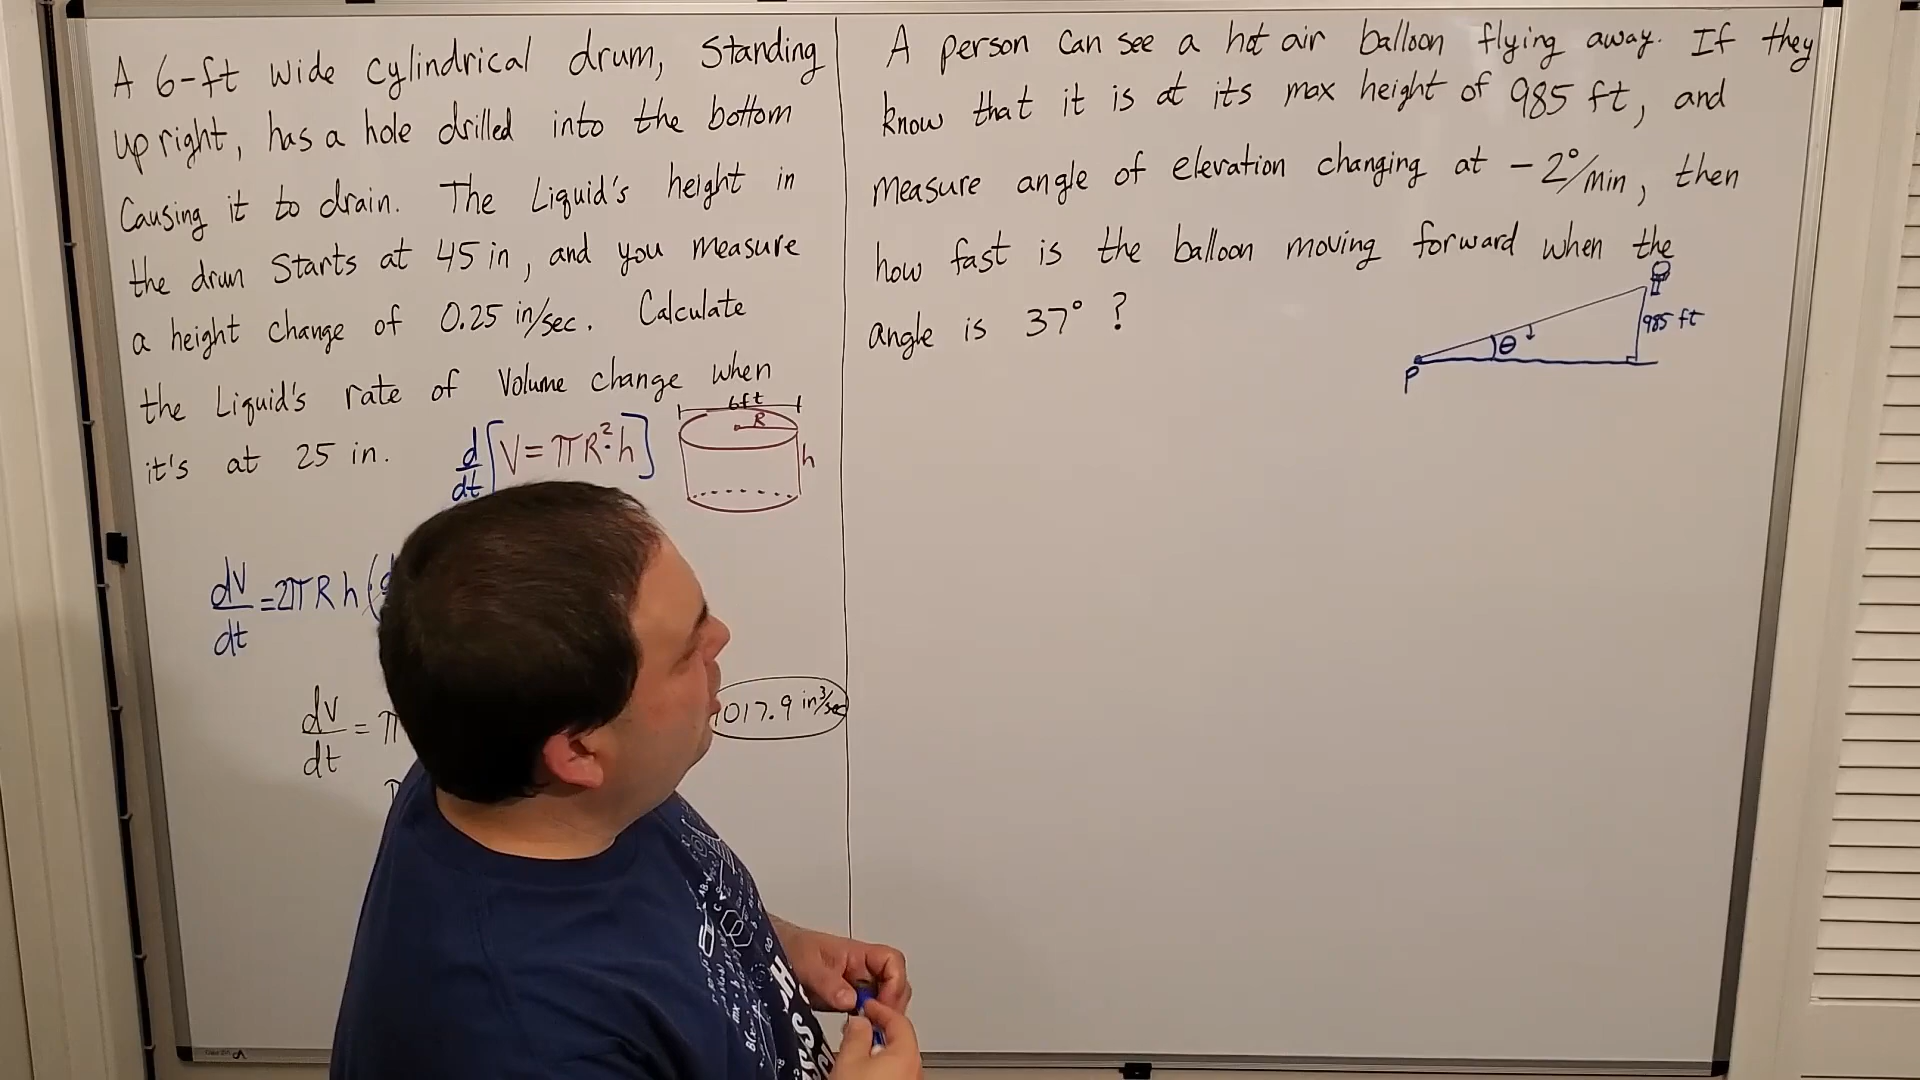 A 6-ft wide cylindrical drum, Standing
upright, has a hole drilled into the bottom
Causing it to drain. The Liquid's height in
the drum Starts at 45 in, and you measure
a height change of 0.25 in/sec. Calculate
the Liquid's rate of Volume change when
it's at 25 in.
d/dt [V = πR²·h]
6ft
R
h
dV/dt = 2πRh(
dV/dt = π
1017.9 in³/sec
A person can see a hot air balloon flying away. If they
know that it is at its max height of 985 ft, and
measure angle of elevation changing at -2°/min, then
how fast is the balloon moving forward when the
angle is 37° ?
985 ft
θ
P